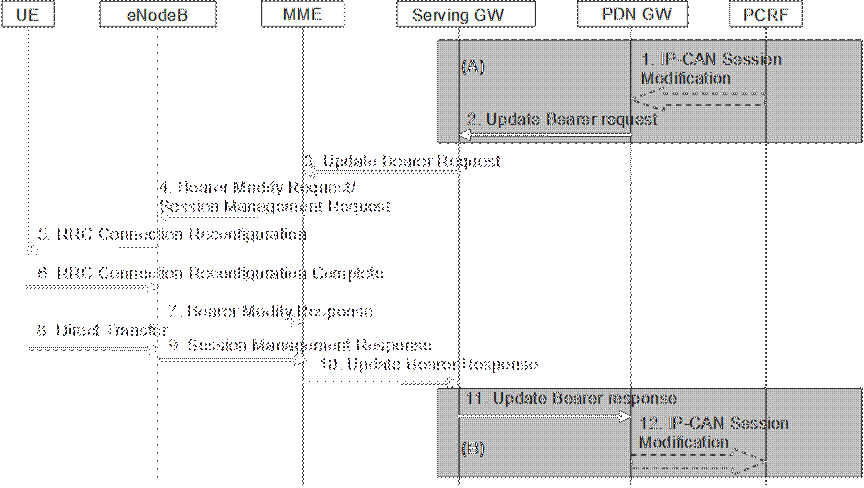 UE eNodeB MME Serving GW PDN GW PCRF
(A)
1. IP-CAN Session
Modification
2. Update Bearer request
3. Update Bearer Request
4. Bearer Modify Request/
Session Management Request
5. RRC Connection Reconfiguration
6. RRC Connection Reconfiguration Complete
7. Bearer Modify Response
8. Direct Transfer
9. Session Management Response
10. Update Bearer Response
11. Update Bearer response
12. IP-CAN Session
Modification
(B)